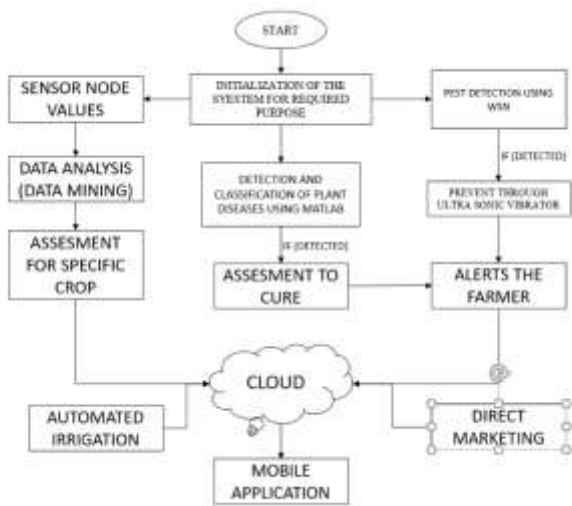 START
SENSOR NODE
VALUES
INITIALIZATION OF THE
SYSTEM FOR REQUIRED
PURPOSE
PEST DETECTION USING
WSN
IF (DETECTED)
DATA ANALYSIS
(DATA MINING)
DETECTION AND
CLASSIFICATION OF PLANT
DISEASES USING MATLAB
PREVENT THROUGH
ULTRA SONIC VIBRATOR
IF (DETECTED)
ASSESMENT
FOR SPECIFIC
CROP
ASSESMENT TO
CURE
ALERTS THE
FARMER
CLOUD
AUTOMATED
IRRIGATION
DIRECT
MARKETING
MOBILE
APPLICATION